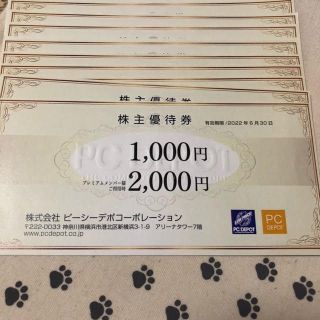 株主優待券
株主優待券
有効期限/2022年6月30日
PC DEPOT
1,000円
プレミアムメンバー様
ご利用時
2,000円
株式会社 ピーシーデポコーポレーション
〒222-0033 神奈川県横浜市港北区新横浜3-1-9 アリーナタワー7階
www.pcdepot.co.jp
PC DEPOT
PC
DEPOT